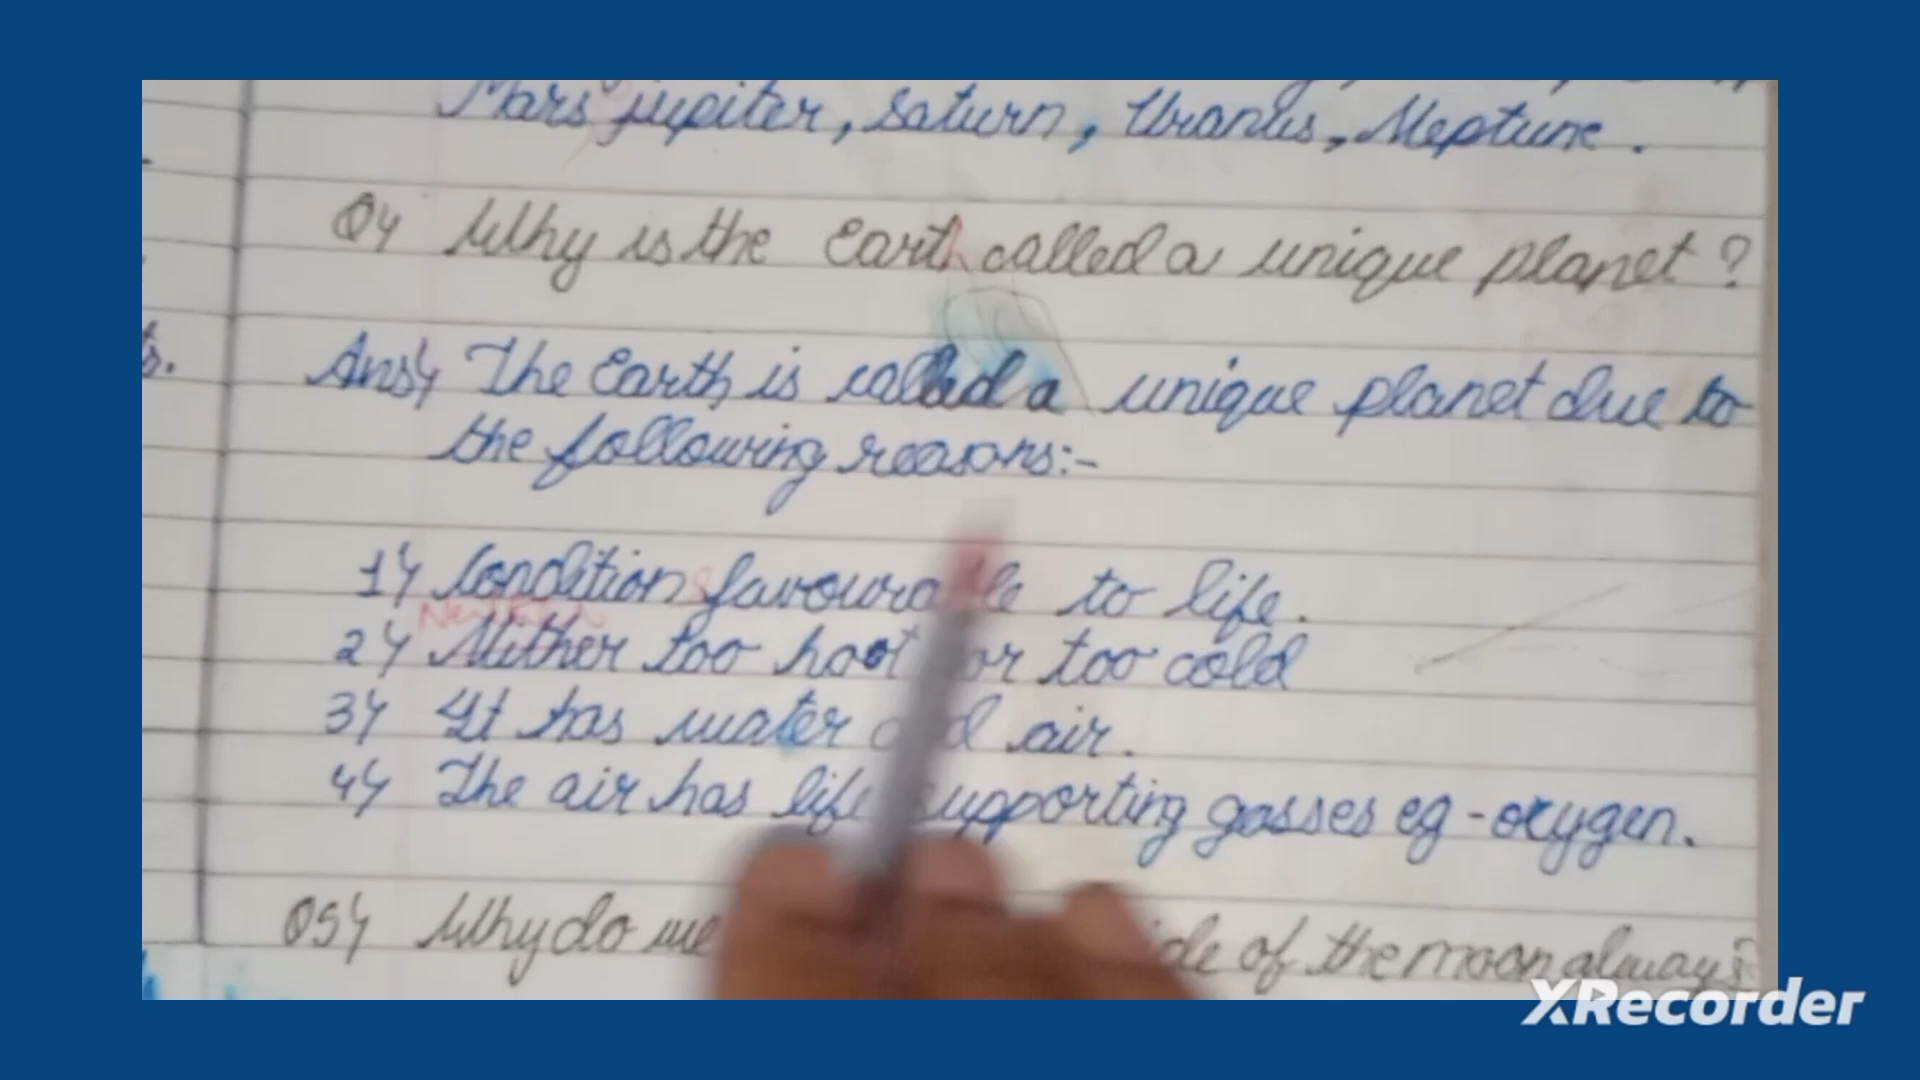 Mars jupiter, saturn, Uranus, Neptune.
Q4 Why is the Earth called a unique planet?
Ans4 The Earth is called a unique planet due to
the following reasons:-
1) Conditions favourable to life.
Neither
2) too hoot or too cold
3) It has water and air.
4) The air has life supporting gasses eg - oxygen.
Q5) Why do we ide of the moon always?
XRecorder